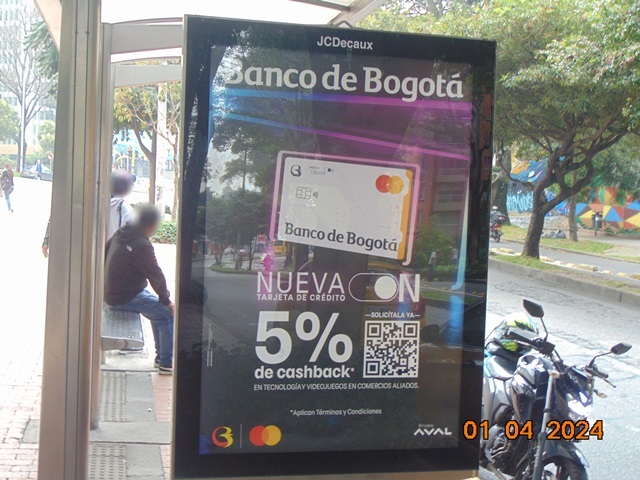 JCDecaux
Banco de Bogotá
Banco de Bogotá
NUEVA ON
TARJETA DE CRÉDITO
5%
de cashback*
SOLICÍTALA YA
EN TECNOLOGÍA Y VIDEOJUEGOS EN COMERCIOS ALIADOS.
*Aplican Términos y Condiciones
Grupo
AVAL
01 04 2024